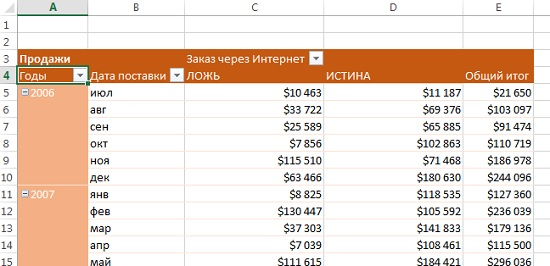 A B C D E
1
2
3 Продажи Заказ через Интернет
4 Годы Дата поставки ЛОЖЬ ИСТИНА Общий итог
5 2006 июл $10 463 $11 187 $21 650
6 авг $33 722 $69 376 $103 097
7 сен $25 589 $65 885 $91 474
8 окт $7 856 $102 863 $110 719
9 ноя $115 510 $71 468 $186 978
10 дек $63 466 $180 630 $244 096
11 2007 янв $8 825 $118 535 $127 360
12 фев $130 447 $105 592 $236 039
13 мар $37 303 $141 833 $179 136
14 апр $7 039 $108 461 $115 500
15 май $111 615 $184 421 $296 036